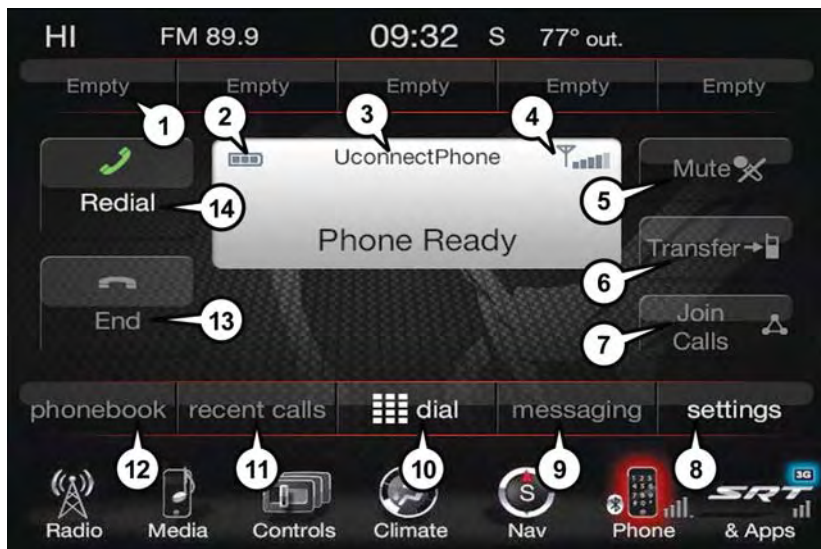 HI FM 89.9 09:32 S 77° out.
Empty Empty Empty Empty Empty
1 2 3 4
UconnectPhone
Mute
5
Redial
14
Phone Ready
Transfer
6
End
13
Join
Calls
7
phonebook recent calls dial messaging settings
12 11 10 9 8
S
3G
SRT
Radio Media Controls Climate Nav Phone & Apps